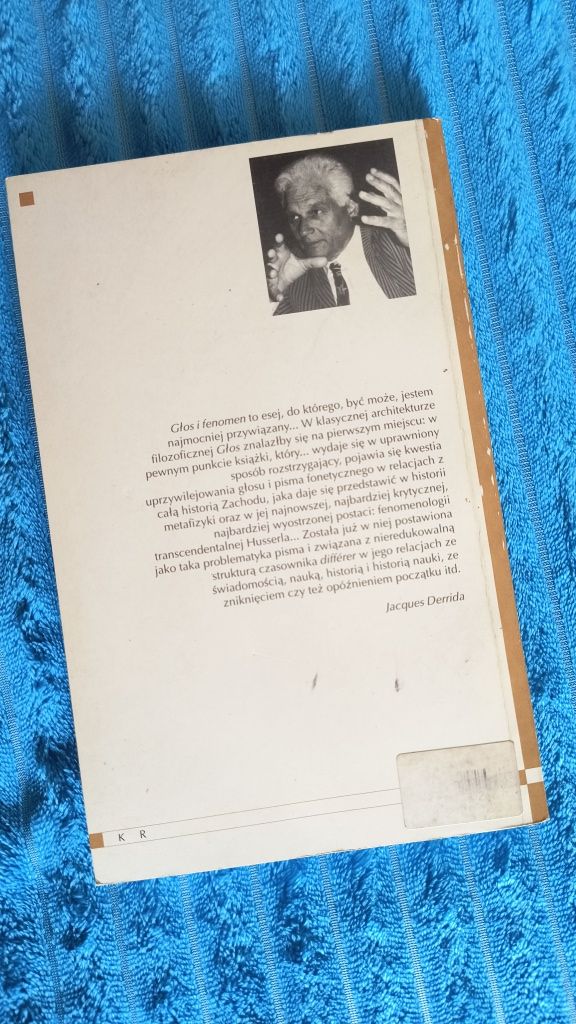 Głos i fenomen to esej, do którego, być może, jestem
najmocniej przywiązany... W klasycznej architekturze
filozoficznej Głos znalazłby się na pierwszym miejscu: w
pewnym punkcie książki, który... wydaje się w uprawniony
sposób rozstrzygający, pojawia się kwestia
uprzywilejowania głosu i pisma fonetycznego w relacjach z
całą historią Zachodu, jaka daje się przedstawić w historii
metafizyki oraz w jej najnowszej, najbardziej krytycznej,
najbardziej wyostrzonej postaci: fenomenologii
transcendentalnej Husserla... Została już w niej postawiona
jako taka problematyka pisma i związana z nieredukowalną
strukturą czasownika différer w jego relacjach ze
świadomością, nauką, historią i historią nauki, ze
zniknięciem czy też opóźnieniem początku itd.
Jacques Derrida
K R